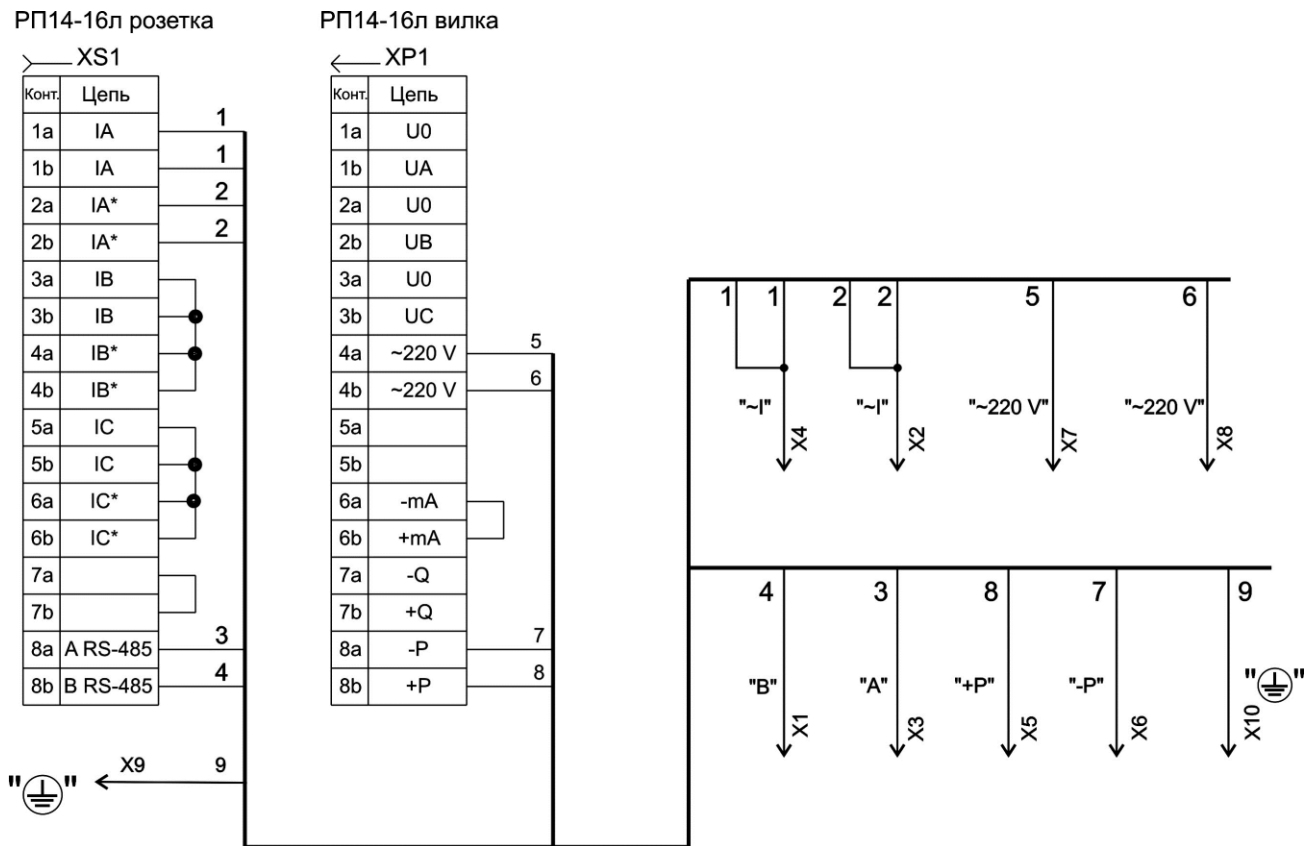 РП14-16л розетка
XS1
Конт. Цепь
1a IA 1
1b IA 1
2a IA* 2
2b IA* 2
3a IB
3b IB
4a IB*
4b IB*
5a IC
5b IC
6a IC*
6b IC*
7a
7b
8a A RS-485 3
8b B RS-485 4
" " X9 9
РП14-16л вилка
XP1
Конт. Цепь
1a U0
1b UA
2a U0
2b UB
3a U0
3b UC
4a ~220 V 5
4b ~220 V 6
5a
5b
6a -mA
6b +mA
7a -Q
7b +Q
8a -P 7
8b +P 8
1 1 2 2 5 6
"~I" "~I" "~220 V" "~220 V"
X4 X2 X7 X8
4 3 8 7 9
"B" "A" "+P" "-P" " "
X1 X3 X5 X6 X10